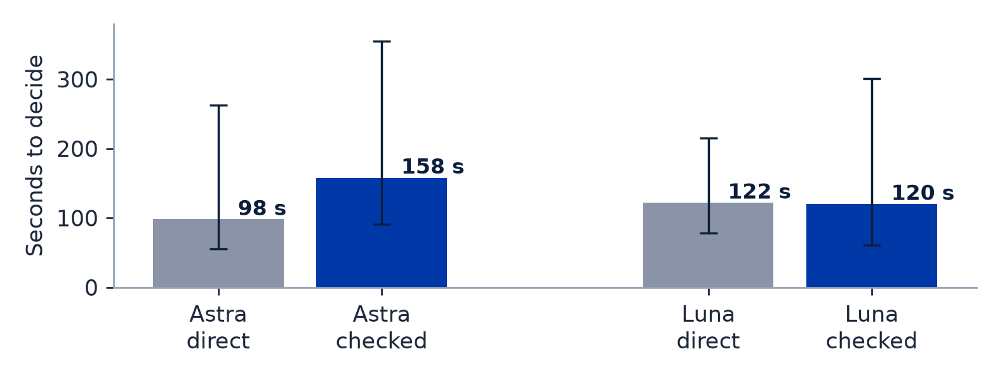 Seconds to decide
300
200
100
0
98 s
158 s
122 s
120 s
Astra
direct
Astra
checked
Luna
direct
Luna
checked